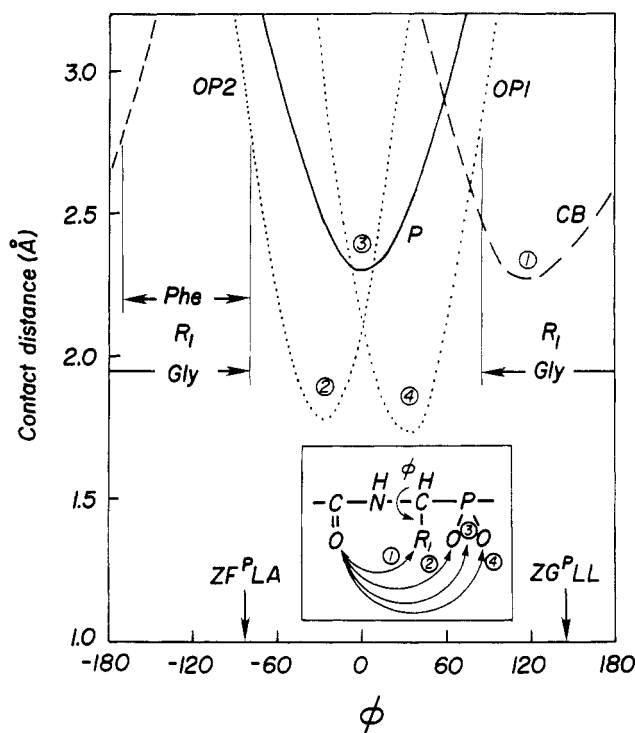 3.0
2.5
2.0
1.5
1.0
Contact distance (Å)
OP2
OP1
P
CB
③
①
②
④
Phe
R₁
Gly
R₁
Gly
φ
H H
-C-N-C-P-
O R₁ O O
① ② ③ ④
ZFᴾLA
ZGᴾLL
-180 -120 -60 0 60 120 180
φ